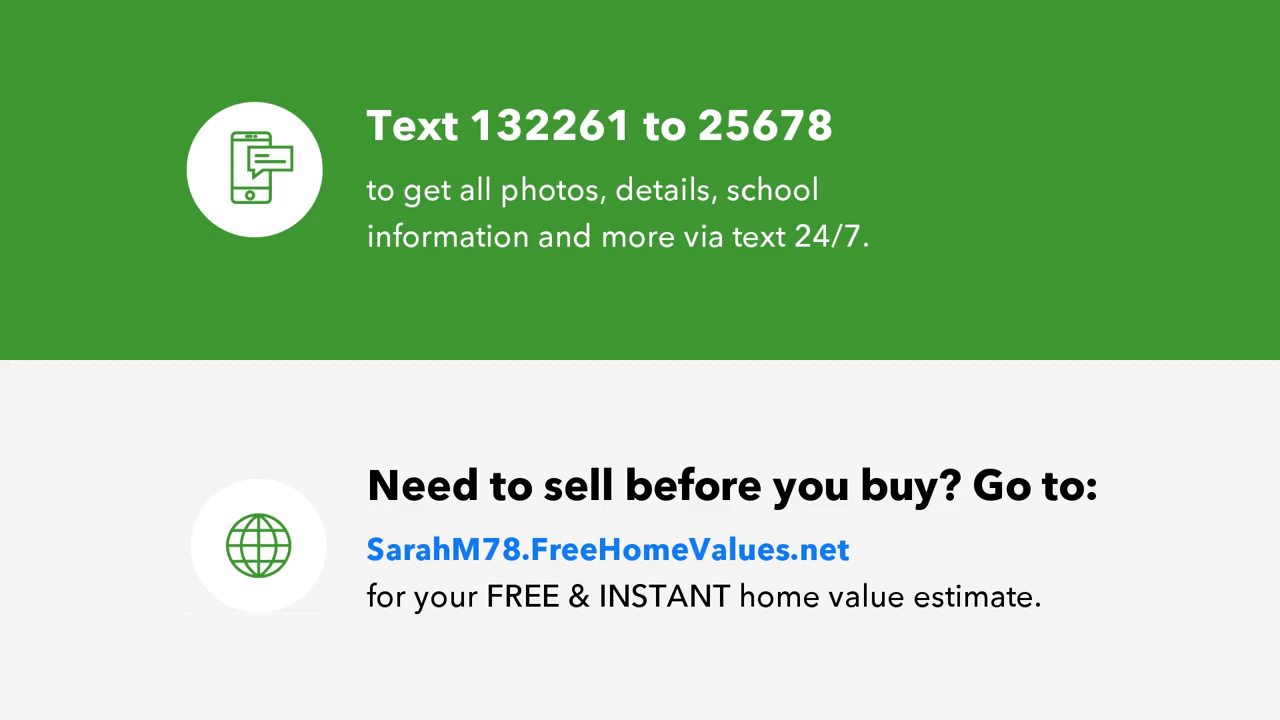 Text 132261 to 25678
to get all photos, details, school
information and more via text 24/7.
Need to sell before you buy? Go to:
SarahM78.FreeHomeValues.net
for your FREE & INSTANT home value estimate.